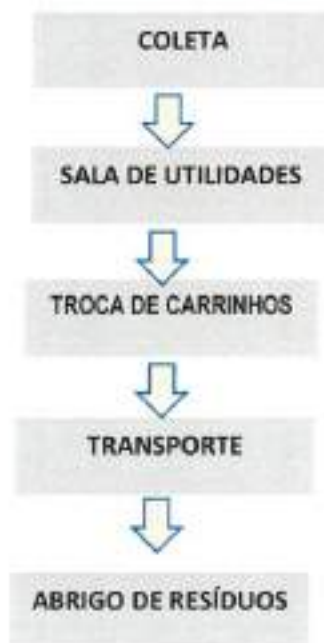 COLETA
SALA DE UTILIDADES
TROCA DE CARRINHOS
TRANSPORTE
ABRIGO DE RESÍDUOS